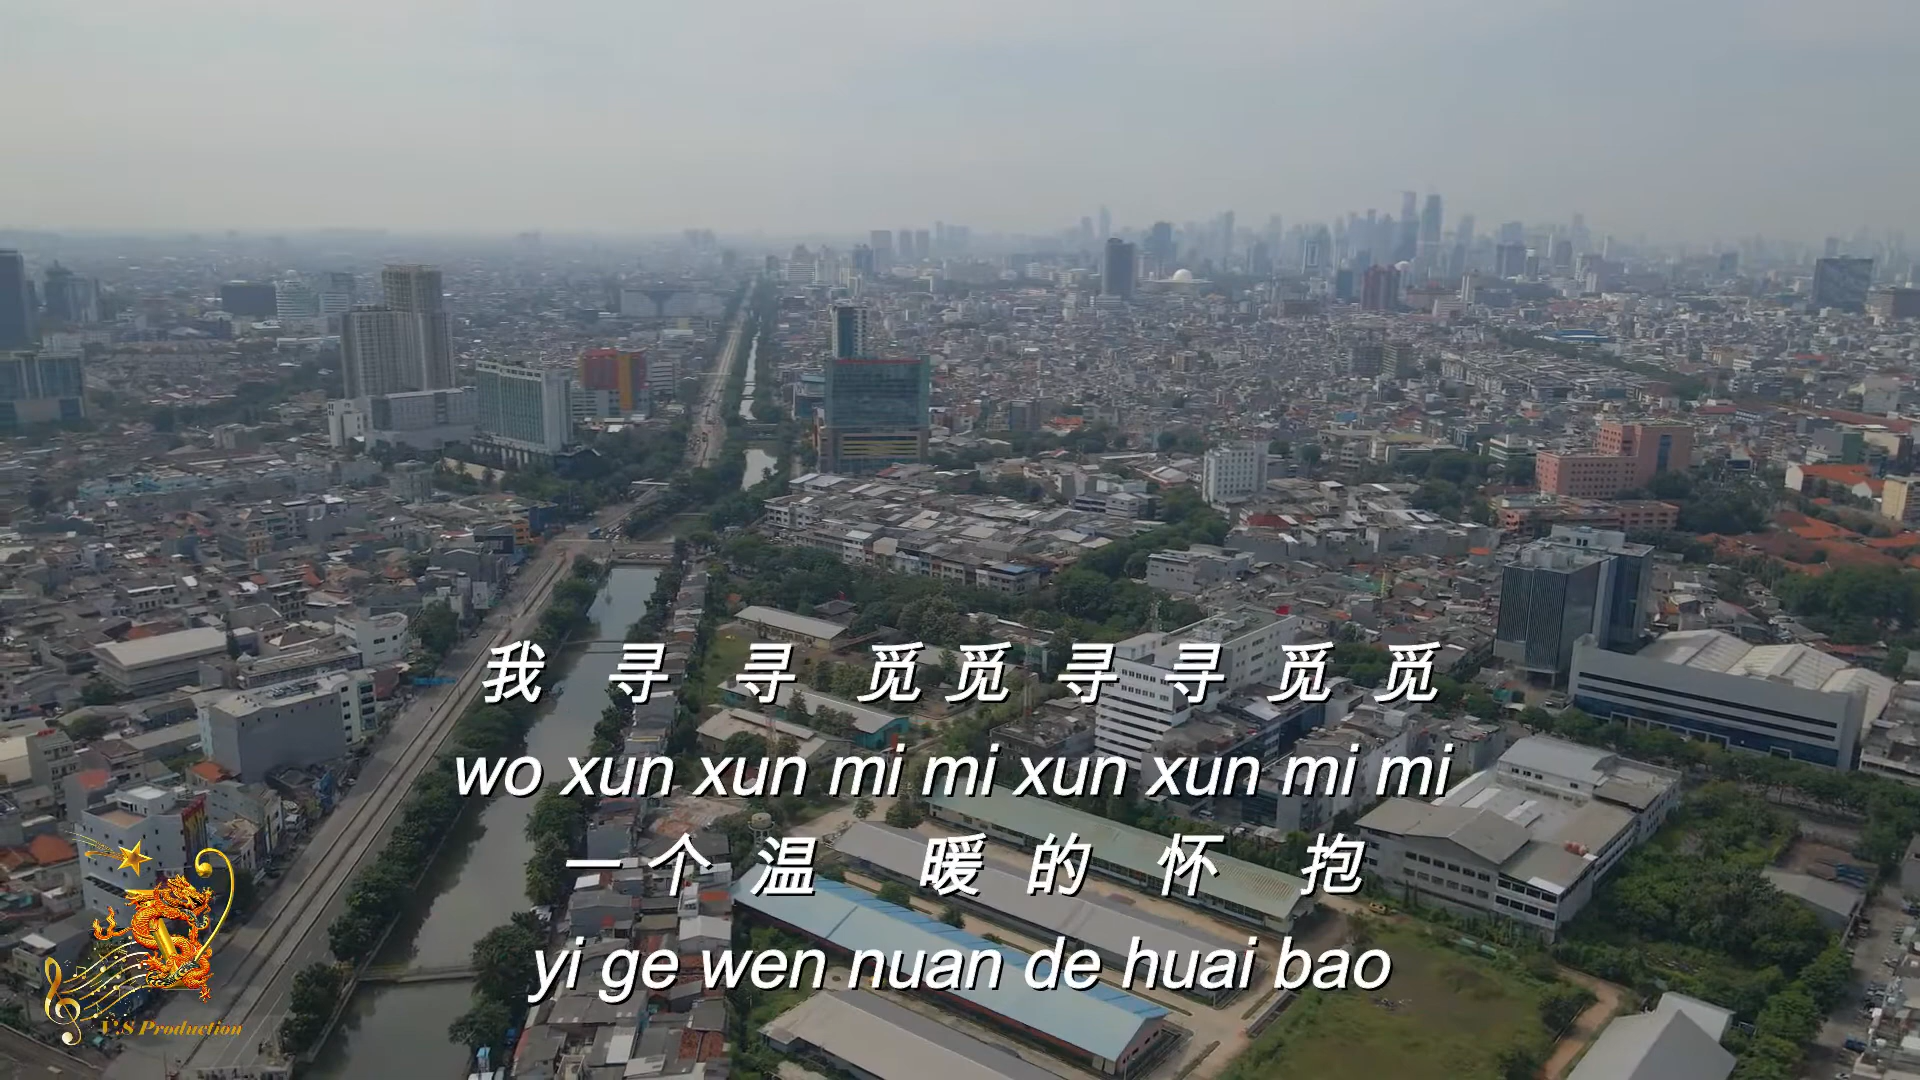 我 寻 寻 觅 觅 寻 寻 觅 觅
wo xun xun mi mi xun xun mi mi
一 个 温 暖 的 怀 抱
yi ge wen nuan de huai bao
V.S Production